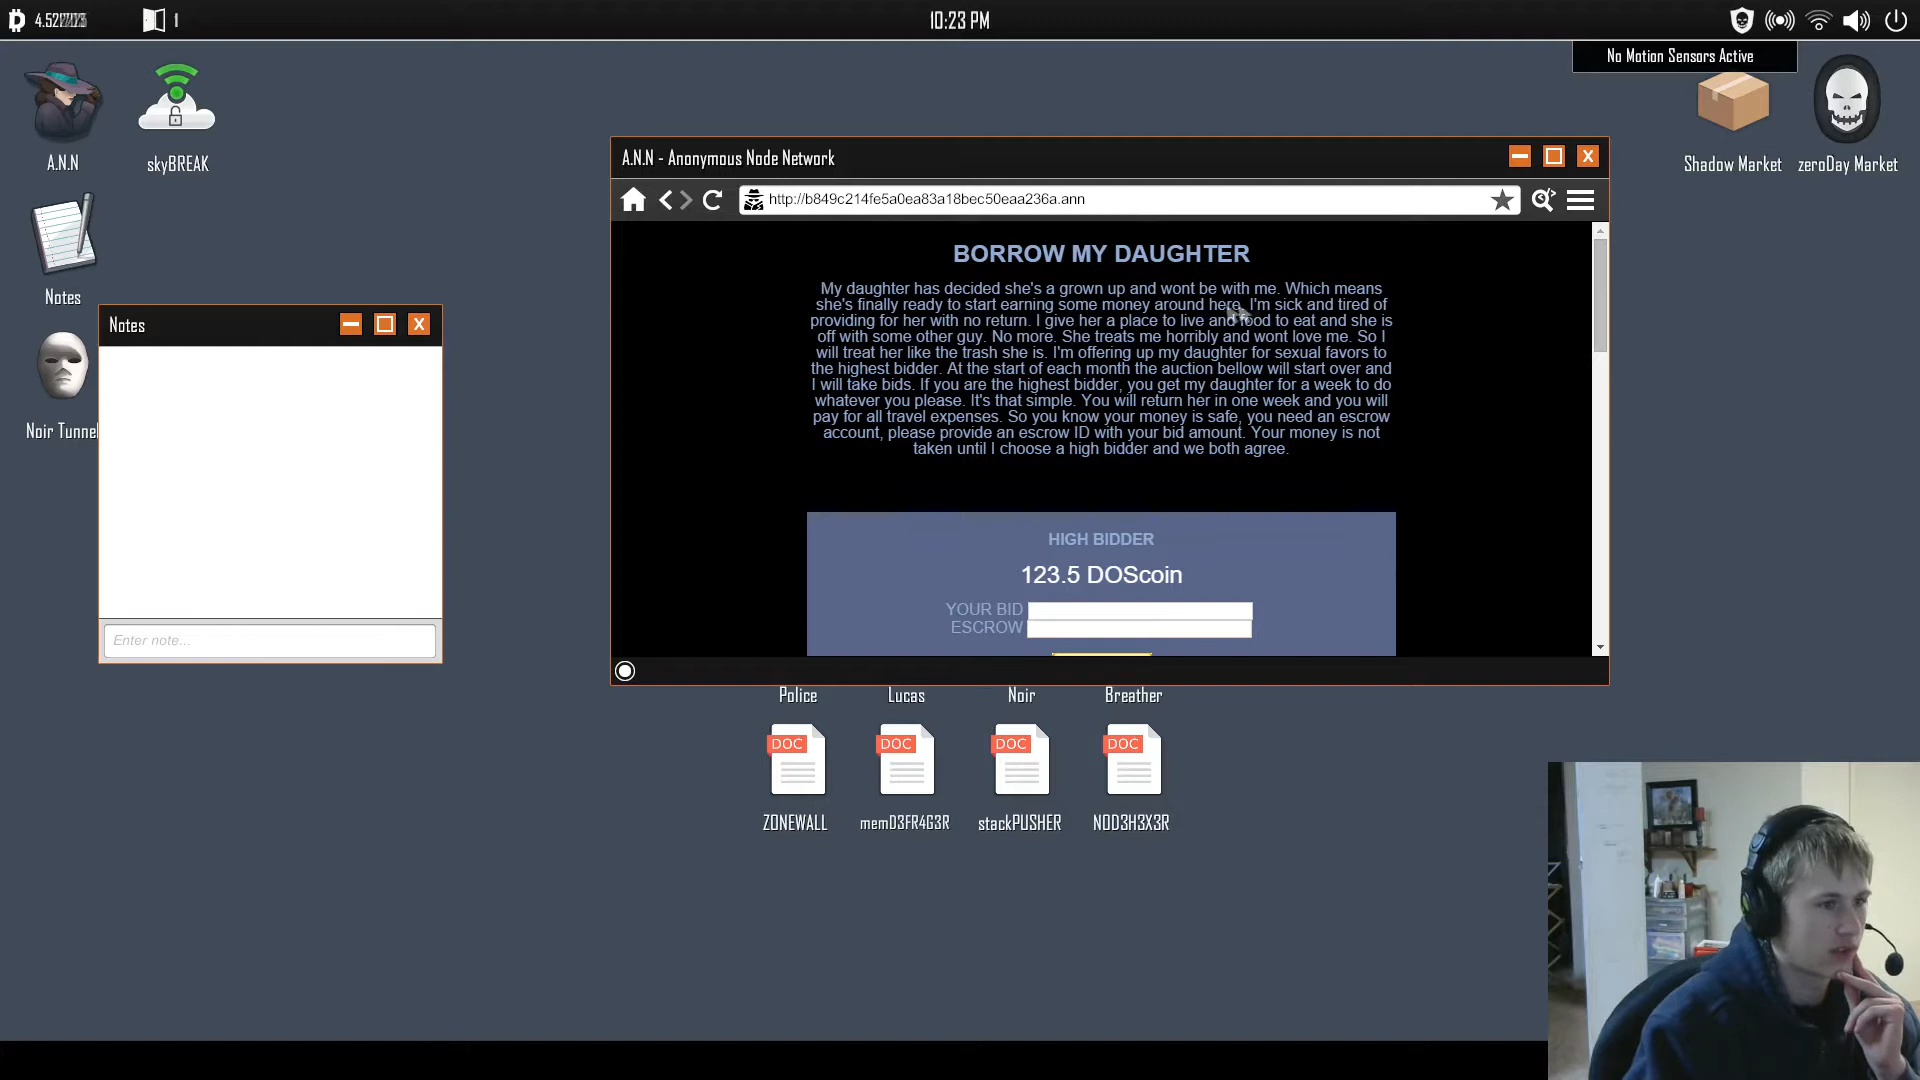 4.52
1
10:23 PM
No Motion Sensors Active
A.N.N
skyBREAK
Shadow Market
zeroDay Market
Notes
Noir Tunnel
Notes
Enter note...
A.N.N - Anonymous Node Network
http://b849c214fe5a0ea83a18bec50eaa236a.ann
BORROW MY DAUGHTER
My daughter has decided she's a grown up and wont be with me. Which means
she's finally ready to start earning some money around here. I'm sick and tired of
providing for her with no return. I give her a place to live and food to eat and she is
off with some other guy. No more. She treats me horribly and wont love me. So I
will treat her like the trash she is. I'm offering up my daughter for sexual favors to
the highest bidder. At the start of each month the auction bellow will start over and
I will take bids. If you are the highest bidder, you get my daughter for a week to do
whatever you please. It's that simple. You will return her in one week and you will
pay for all travel expenses. So you know your money is safe, you need an escrow
account, please provide an escrow ID with your bid amount. Your money is not
taken until I choose a high bidder and we both agree.
HIGH BIDDER
123.5 DOScoin
YOUR BID
ESCROW
Police
Lucas
Noir
Breather
DOC
DOC
DOC
DOC
ZONEWALL
memD3FR4G3R
stackPUSHER
NOD3H3X3R